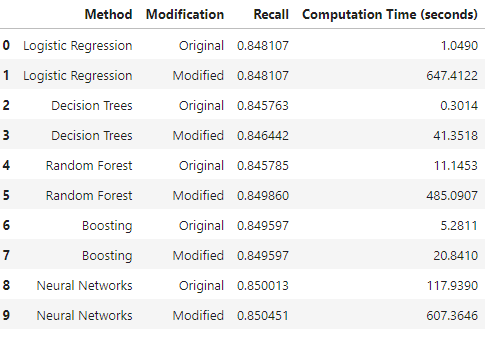 Method Modification Recall Computation Time (seconds)
0 Logistic Regression Original 0.848107 1.0490
1 Logistic Regression Modified 0.848107 647.4122
2 Decision Trees Original 0.845763 0.3014
3 Decision Trees Modified 0.846442 41.3518
4 Random Forest Original 0.845785 11.1453
5 Random Forest Modified 0.849860 485.0907
6 Boosting Original 0.849597 5.2811
7 Boosting Modified 0.849597 20.8410
8 Neural Networks Original 0.850013 117.9390
9 Neural Networks Modified 0.850451 607.3646